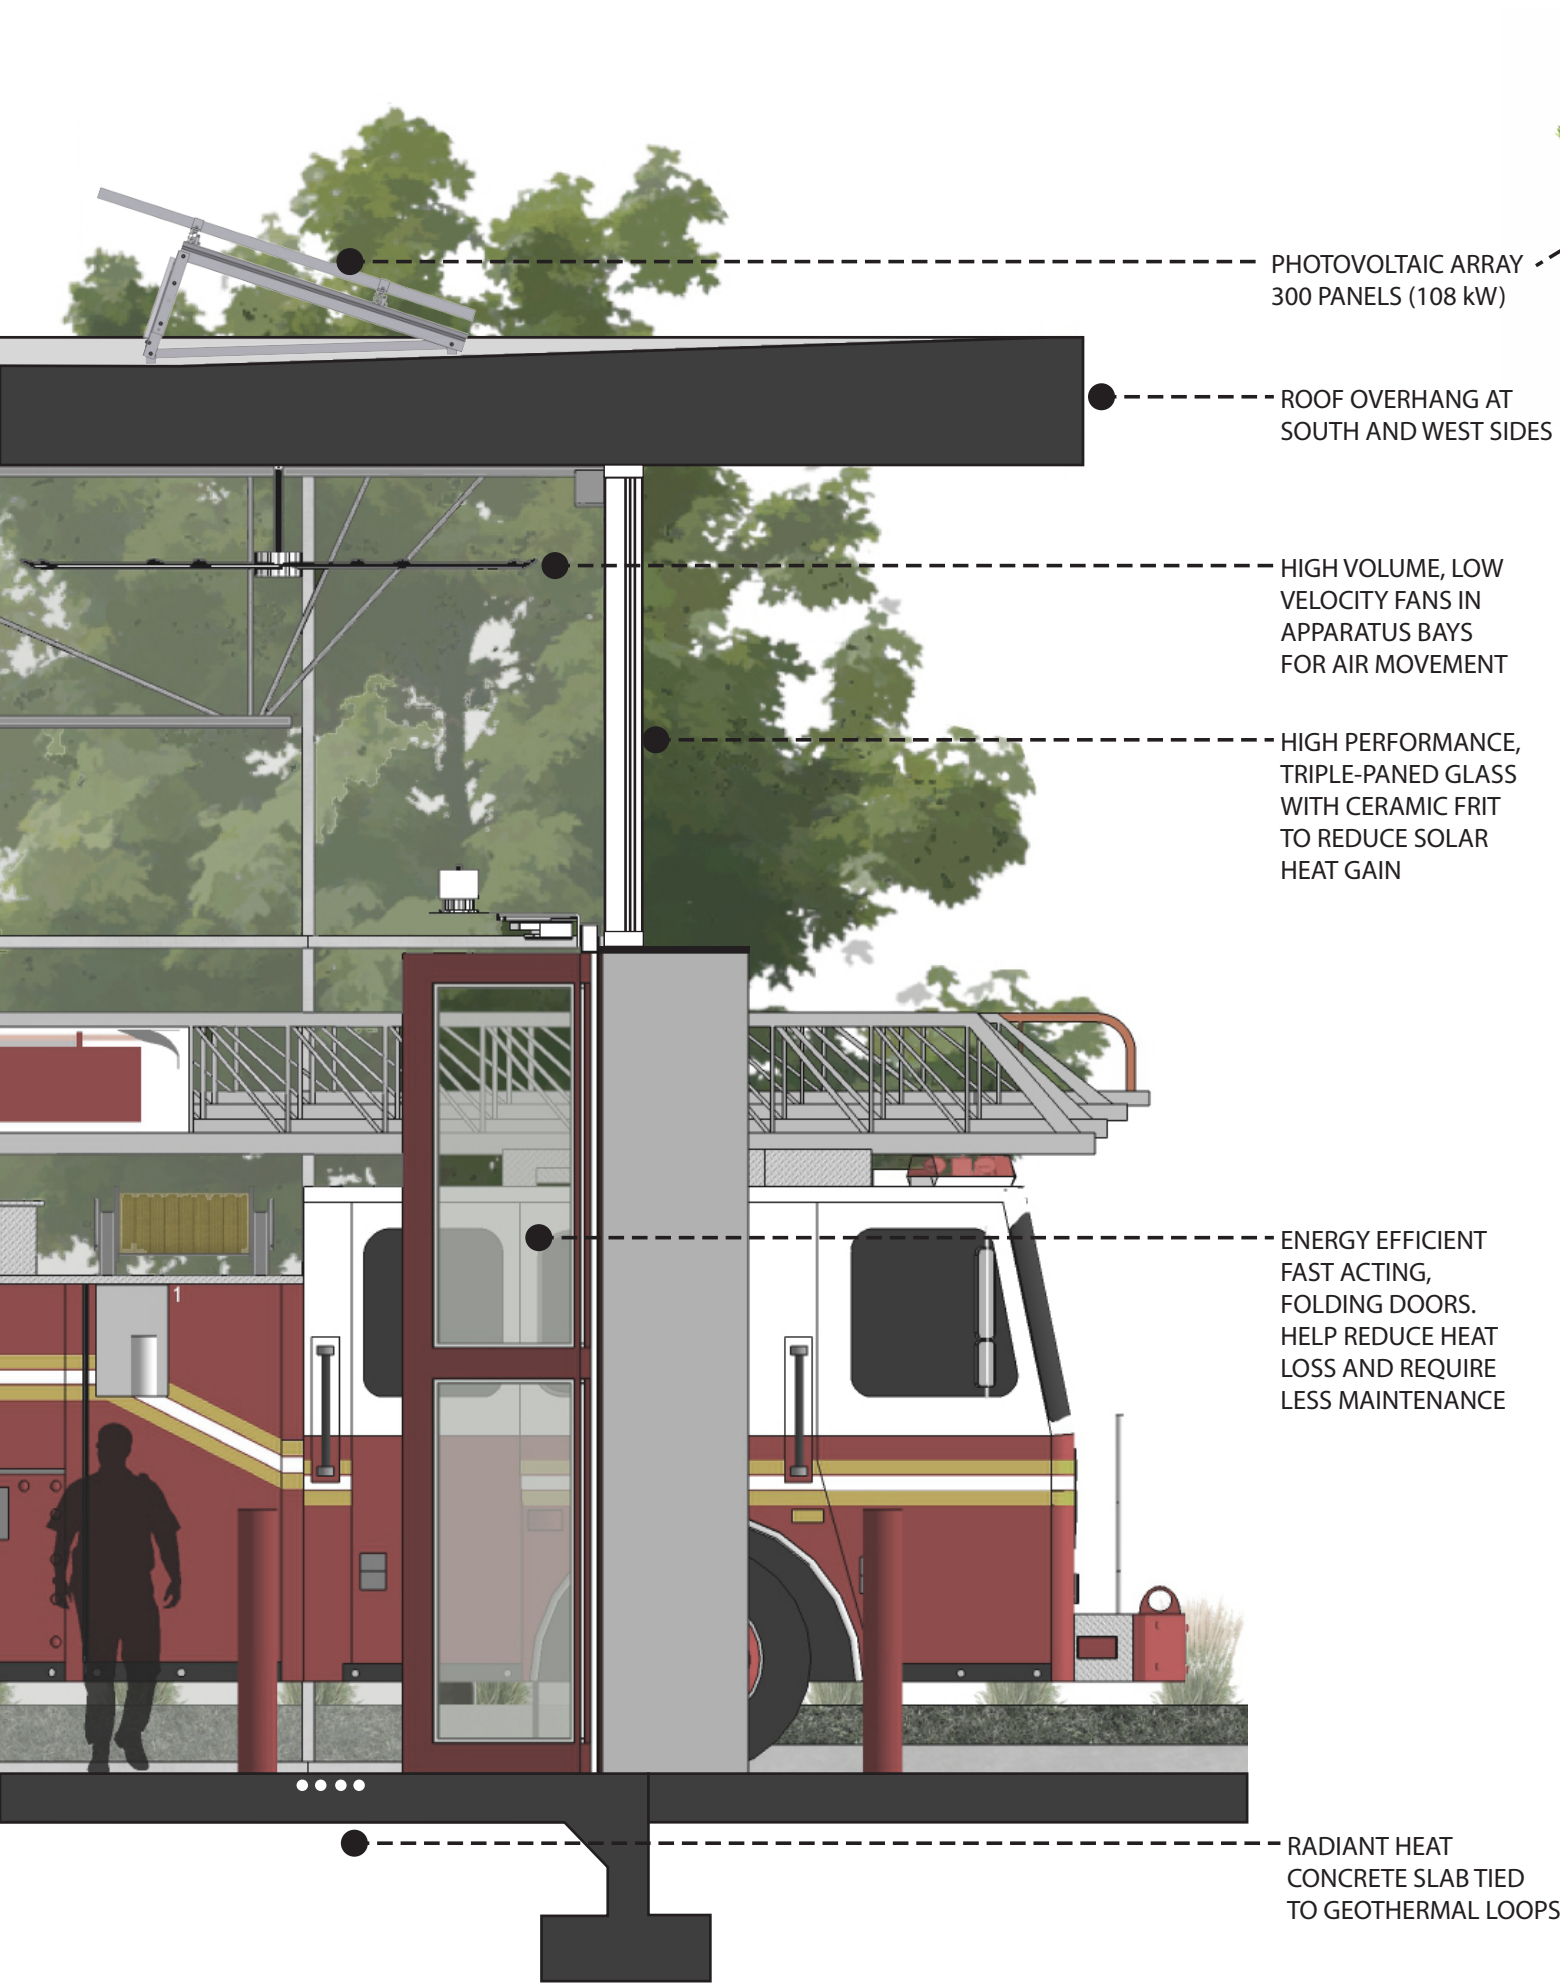 PHOTOVOLTAIC ARRAY
300 PANELS (108 kW)
ROOF OVERHANG AT
SOUTH AND WEST SIDES
HIGH VOLUME, LOW
VELOCITY FANS IN
APPARATUS BAYS
FOR AIR MOVEMENT
HIGH PERFORMANCE,
TRIPLE-PANED GLASS
WITH CERAMIC FRIT
TO REDUCE SOLAR
HEAT GAIN
ENERGY EFFICIENT
FAST ACTING,
FOLDING DOORS.
HELP REDUCE HEAT
LOSS AND REQUIRE
LESS MAINTENANCE
1
RADIANT HEAT
CONCRETE SLAB TIED
TO GEOTHERMAL LOOPS